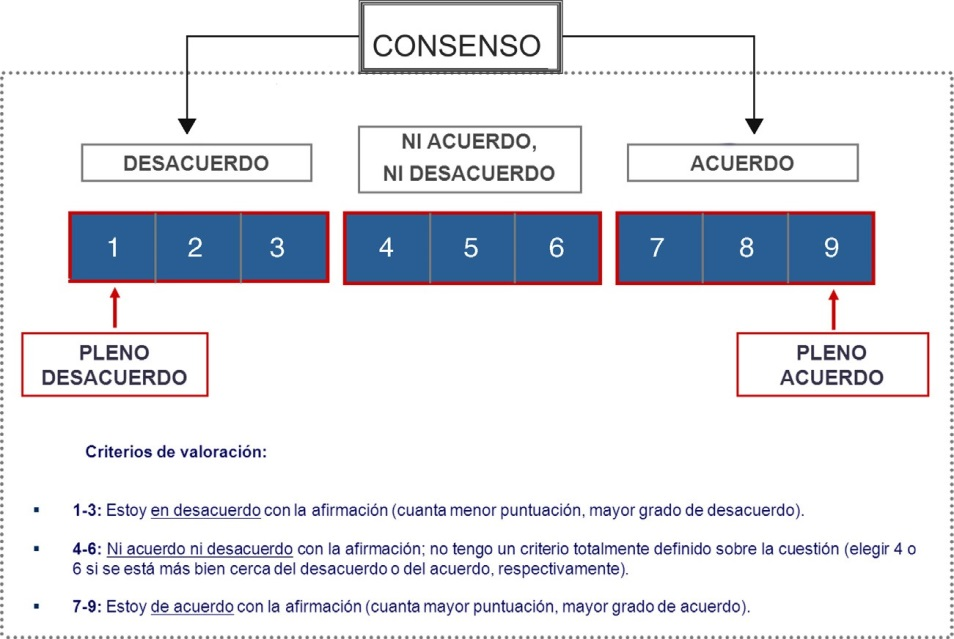 CONSENSO
DESACUERDO
NI ACUERDO,
NI DESACUERDO
ACUERDO
1 2 3 4 5 6 7 8 9
PLENO
DESACUERDO
PLENO
ACUERDO
Criterios de valoración:
▪ 1-3: Estoy en desacuerdo con la afirmación (cuanta menor puntuación, mayor grado de desacuerdo).
▪ 4-6: Ni acuerdo ni desacuerdo con la afirmación; no tengo un criterio totalmente definido sobre la cuestión (elegir 4 o
6 si se está más bien cerca del desacuerdo o del acuerdo, respectivamente).
▪ 7-9: Estoy de acuerdo con la afirmación (cuanta mayor puntuación, mayor grado de acuerdo).